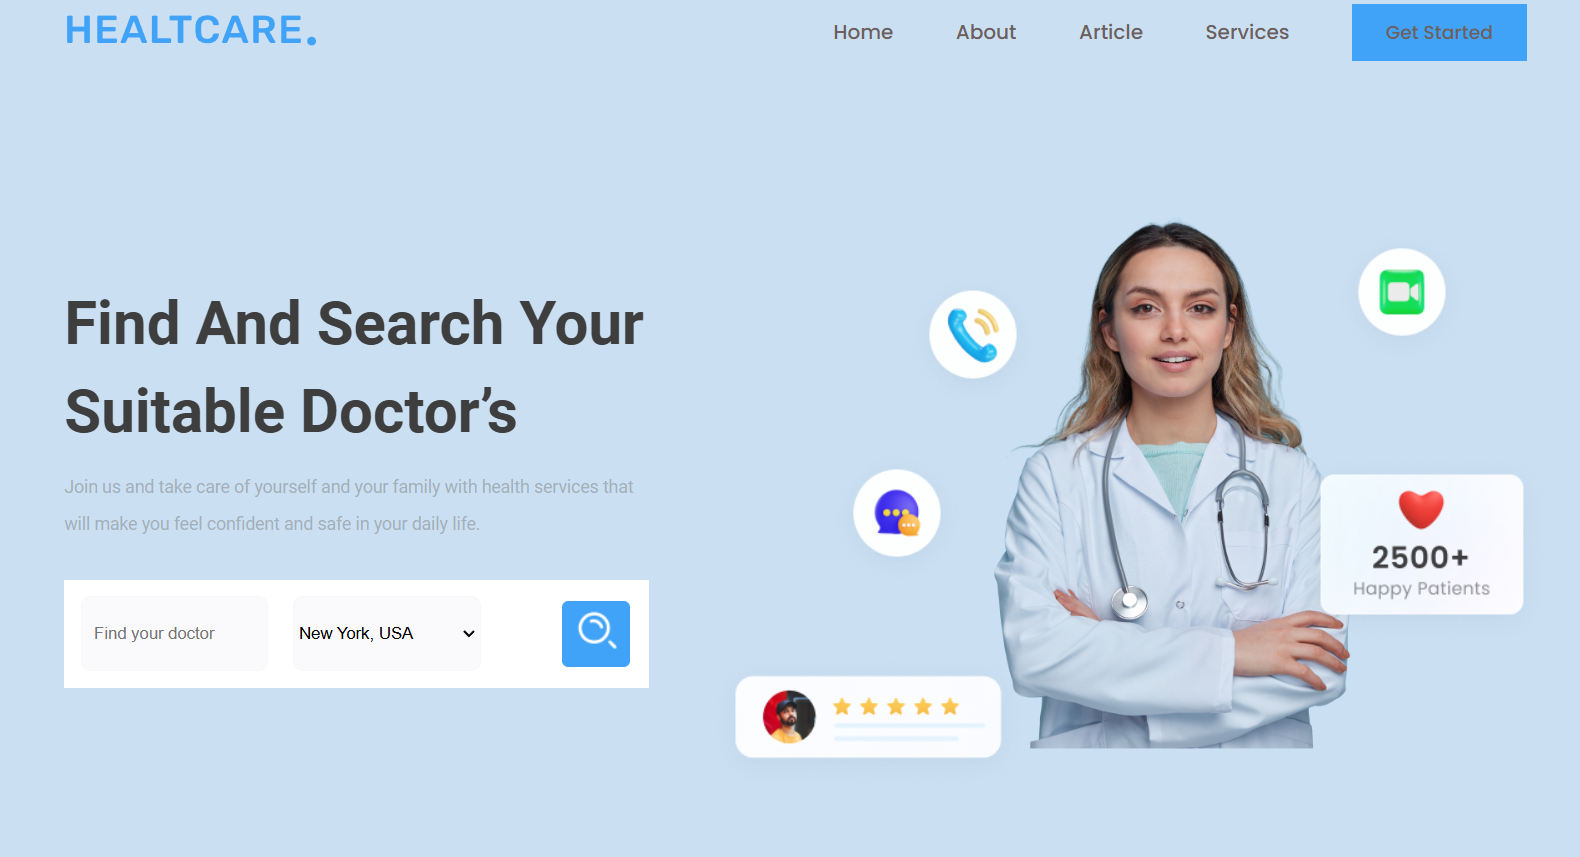 HEALTCARE.
Home About Article Services Get Started
Find And Search Your
Suitable Doctor’s
Join us and take care of yourself and your family with health services that
will make you feel confident and safe in your daily life.
Find your doctor New York, USA
2500+
Happy Patients